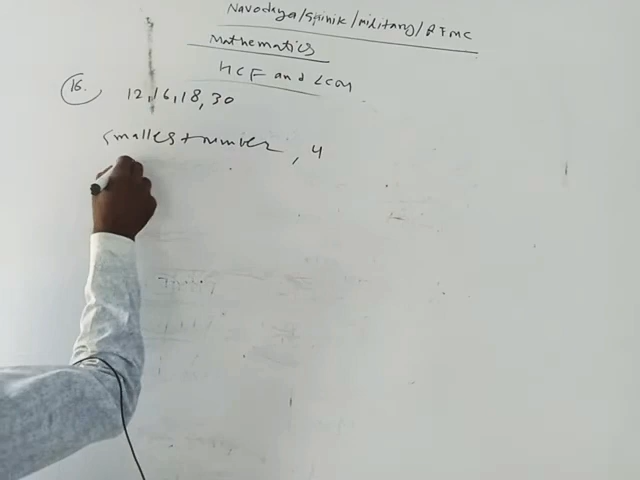 Navodaya/Sainik/military/RIMC
Mathematics
HCF and LCM
16. 12,16,18,30
smallest number, 4